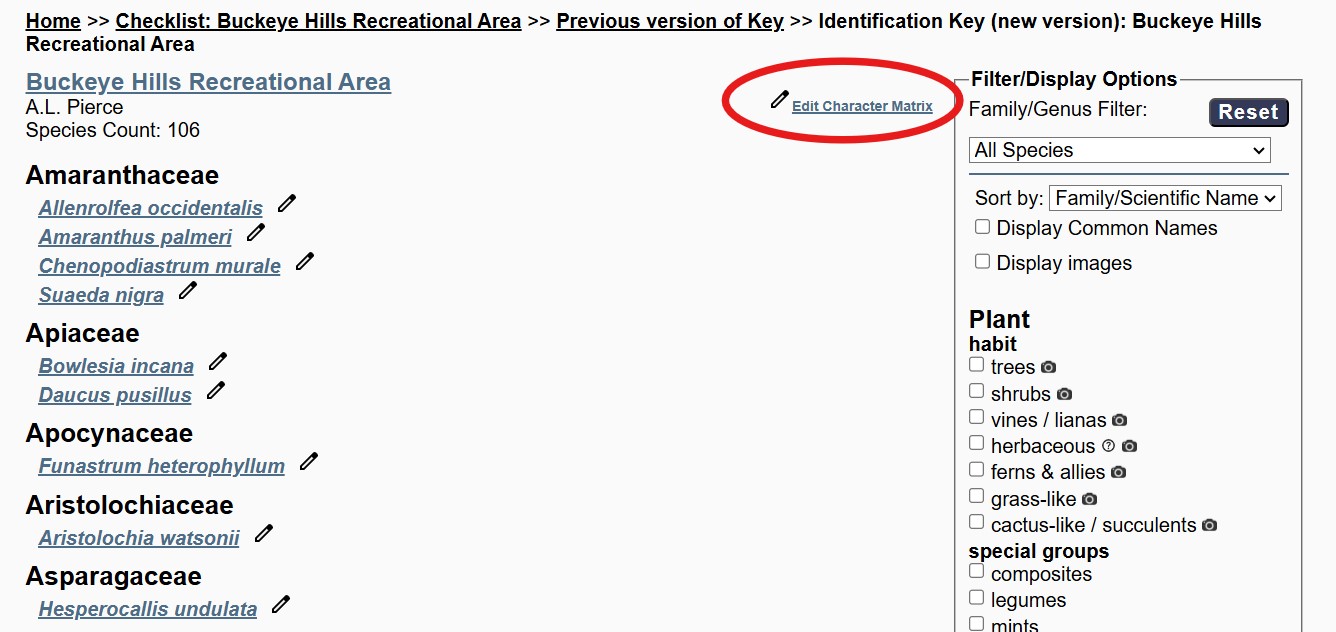 Home >> Checklist: Buckeye Hills Recreational Area >> Previous version of Key >> Identification Key (new version): Buckeye Hills
Recreational Area
Buckeye Hills Recreational Area
A.L. Pierce
Species Count: 106
Edit Character Matrix
Amaranthaceae
Allenrolfea occidentalis
Amaranthus palmeri
Chenopodiastrum murale
Suaeda nigra
Apiaceae
Bowlesia incana
Daucus pusillus
Apocynaceae
Funastrum heterophyllum
Aristolochiaceae
Aristolochia watsonii
Asparagaceae
Hesperocallis undulata
Filter/Display Options
Family/Genus Filter:
Reset
All Species
Sort by: Family/Scientific Name
Display Common Names
Display images
Plant
habit
trees
shrubs
vines / lianas
herbaceous ?
ferns & allies
grass-like
cactus-like / succulents
special groups
composites
legumes
mints